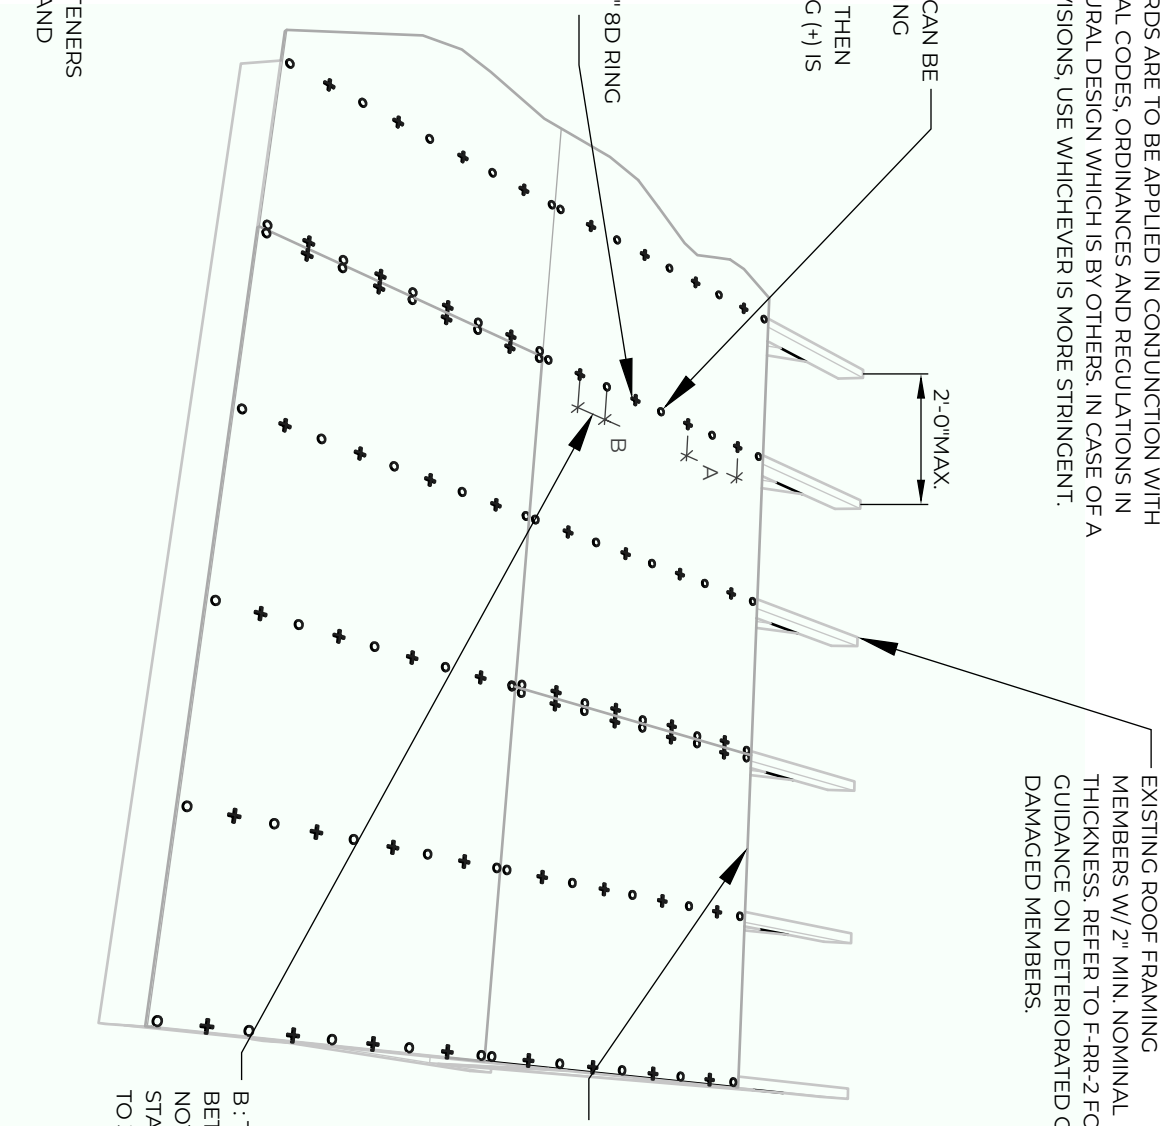 RDS ARE TO BE APPLIED IN CONJUNCTION WITH
AL CODES, ORDINANCES AND REGULATIONS IN
URAL DESIGN WHICH IS BY OTHERS. IN CASE OF A
VISIONS, USE WHICHEVER IS MORE STRINGENT.
EXISTING ROOF FRAMING
MEMBERS W/ 2" MIN. NOMINAL
THICKNESS. REFER TO F-RR-2 FO
GUIDANCE ON DETERIORATED
DAMAGED MEMBERS.
2'-0"MAX.
CAN BE
NG
THEN
G (+) IS
A
B
" 8D RING
B :
BET
NO
STA
TO
TENERS
AND